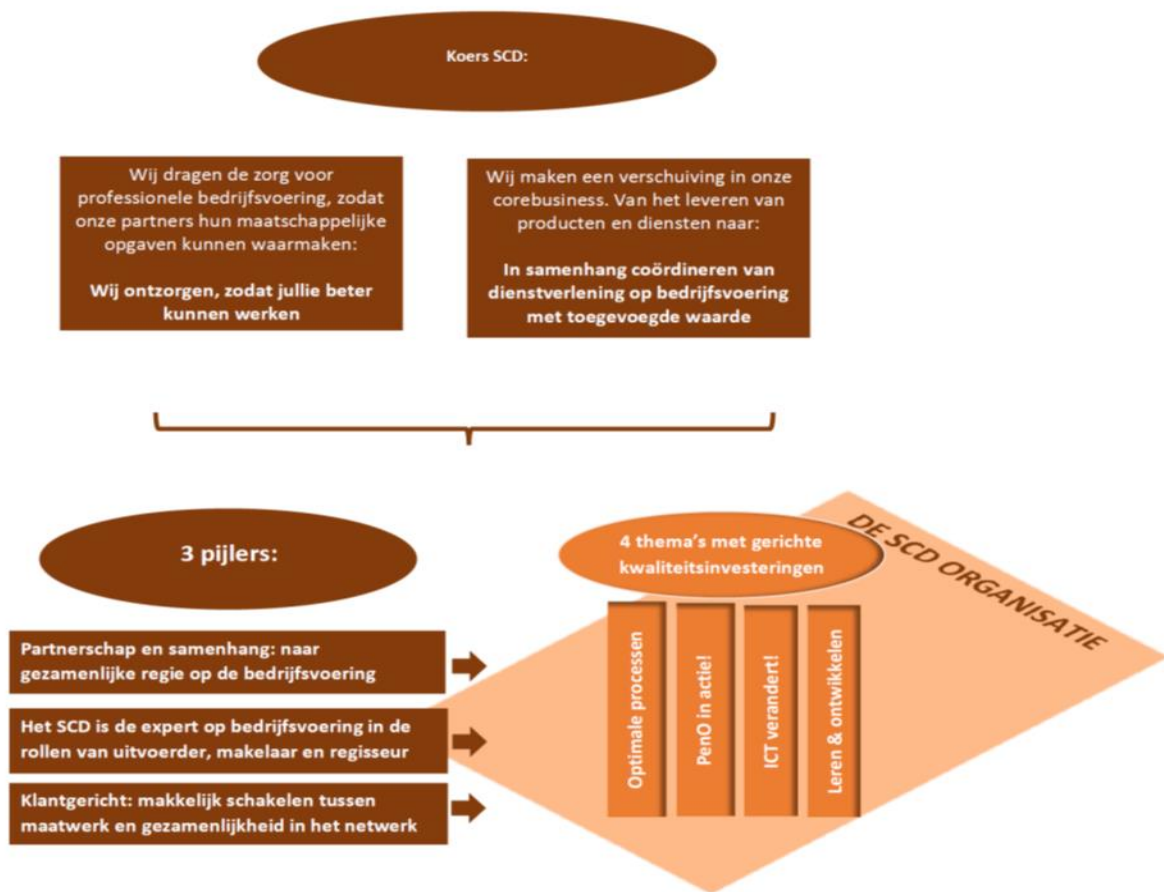 Koers SCD:
Wij dragen de zorg voor
professionele bedrijfsvoering, zodat
onze partners hun maatschappelijke
opgaven kunnen waarmaken:
Wij ontzorgen, zodat jullie beter
kunnen werken
Wij maken een verschuiving in onze
corebusiness. Van het leveren van
producten en diensten naar:
In samenhang coördineren van
dienstverlening op bedrijfsvoering
met toegevoegde waarde
3 pijlers:
Partnerschap en samenhang: naar
gezamenlijke regie op de bedrijfsvoering
Het SCD is de expert op bedrijfsvoering in de
rollen van uitvoerder, makelaar en regisseur
Klantgericht: makkelijk schakelen tussen
maatwerk en gezamenlijkheid in het netwerk
4 thema's met gerichte
kwaliteitsinvesteringen
Optimale processen
PenO in actie!
ICT verandert!
Leren & ontwikkelen
DE SCD ORGANISATIE